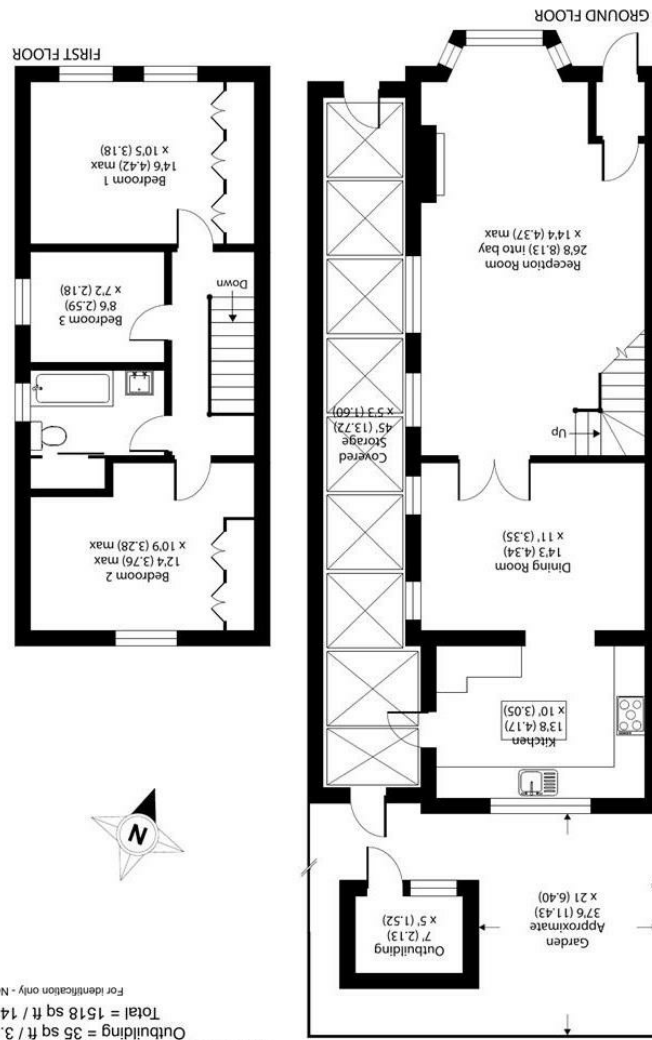 Outbuilding = 35 sq ft / 3.
Total = 1518 sq ft / 14
For identification only - N
Garden
Approximate
37'6 (11.43)
x 21 (6.40)
Outbuilding
7' (2.13)
x 5' (1.52)
N
Kitchen
13'8 (4.17)
x 10' (3.05)
Dining Room
14'3 (4.34)
x 11' (3.35)
Up
Covered
Storage
45' (13.72)
x 5'3 (1.60)
Reception Room
26'8 (8.13) into bay
x 14'4 (4.37) max
GROUND FLOOR
Bedroom 2
12'4 (3.76) max
x 10'9 (3.28) max
Down
Bedroom 3
8'6 (2.59)
x 7'2 (2.18)
Bedroom 1
14'6 (4.42) max
x 10'5 (3.18)
FIRST FLOOR